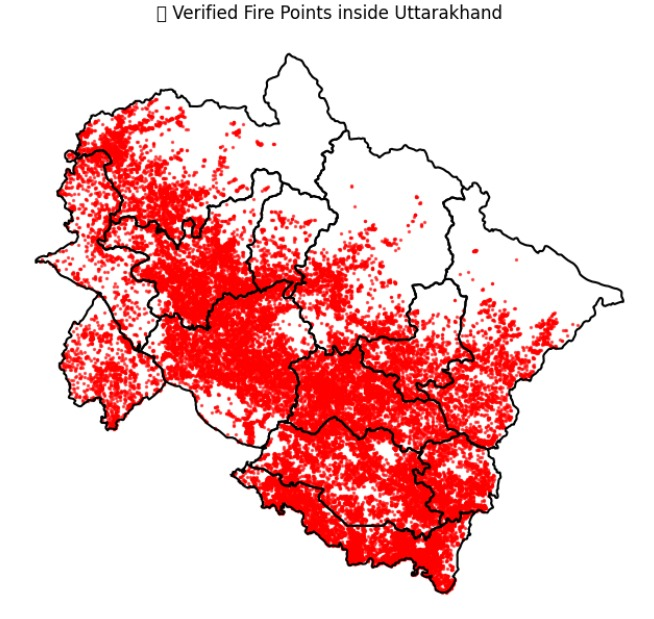 ▯ Verified Fire Points inside Uttarakhand